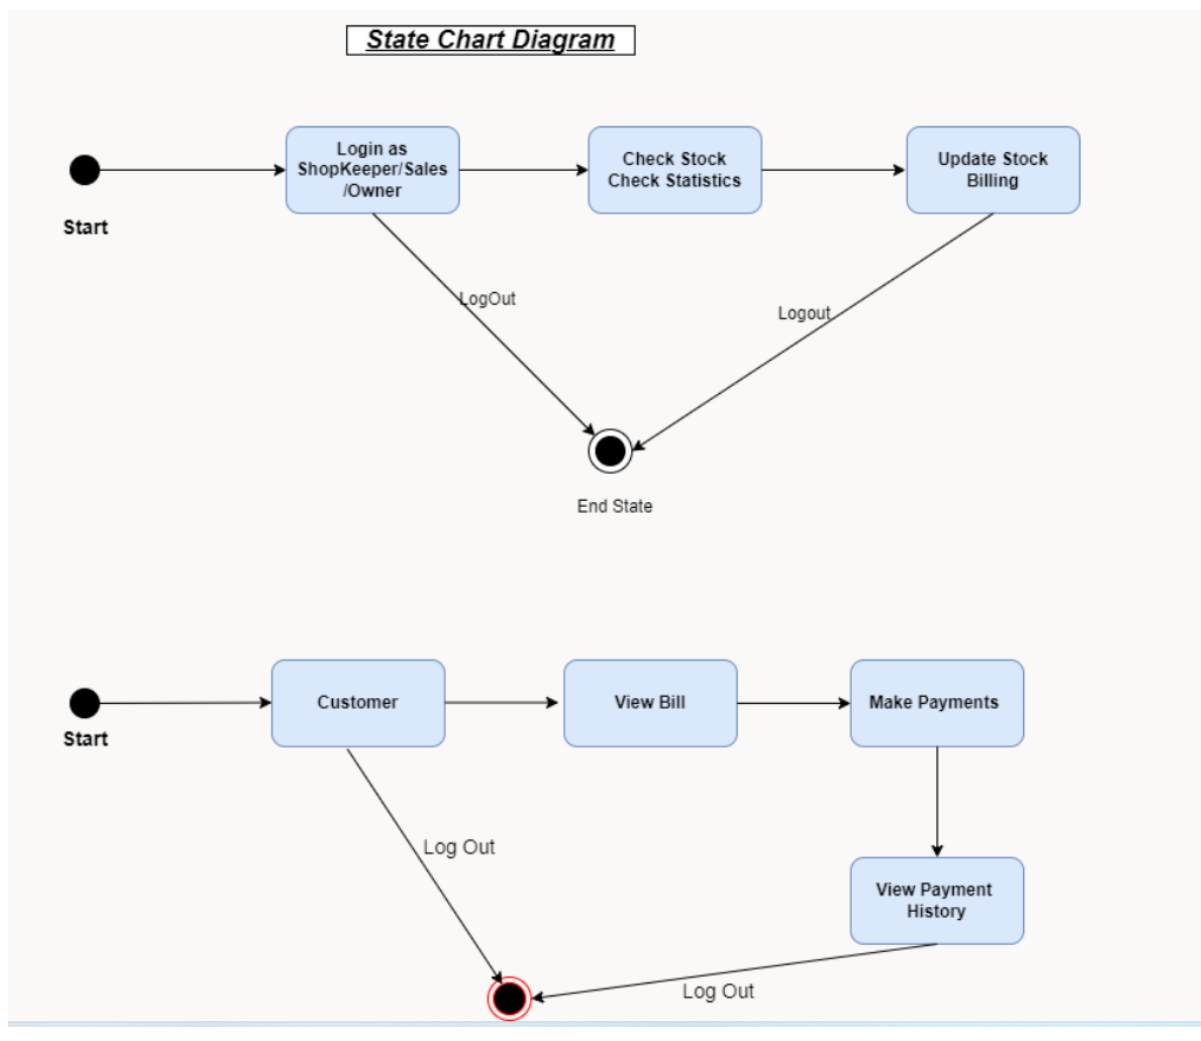 State Chart Diagram
Login as
ShopKeeper/Sales
/Owner
Check Stock
Check Statistics
Update Stock
Billing
Start
LogOut
Logout
End State
Customer
View Bill
Make Payments
Start
Log Out
View Payment
History
Log Out